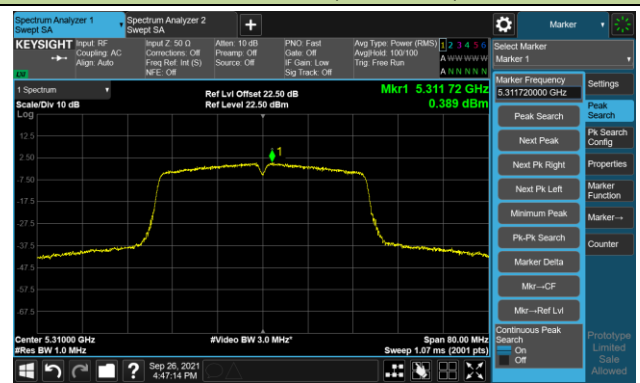 Spectrum Analyzer 1
Swept SA
Spectrum Analyzer 2
Swept SA
Marker
KEYSIGHT
Input: RF
Coupling: AC
Align: Auto
Input Z: 50 Ω
Corrections: Off
Freq Ref: Int (S)
NFE: Off
Atten: 10 dB
Preamp: Off
Source: Off
PNO: Fast
Gate: Off
IF Gain: Low
Sig Track: Off
Avg Type: Power (RMS)
Avg|Hold: 100/100
Trig: Free Run
1 2 3 4 5 6
A W W W W W
A N N N N N
Select Marker
Marker 1
1 Spectrum
Scale/Div 10 dB
Log
Ref Lvl Offset 22.50 dB
Ref Level 22.50 dBm
Mkr1 5.311 72 GHz
0.389 dBm
12.5
2.50
-7.50
-17.5
-27.5
-37.5
-47.5
-57.5
-67.5
1
Center 5.31000 GHz
#Res BW 1.0 MHz
#Video BW 3.0 MHz*
Span 80.00 MHz
Sweep 1.07 ms (2001 pts)
Marker Frequency
5.311720000 GHz
Peak Search
Next Peak
Next Pk Right
Next Pk Left
Minimum Peak
Pk-Pk Search
Marker Delta
Mkr→CF
Mkr→Ref Lvl
Continuous Peak
Search
On
Off
Settings
Peak
Search
Pk Search
Config
Properties
Marker
Function
Marker→
Counter
Prototype
Limited
Sale
Allowed
Sep 26, 2021
4:47:14 PM